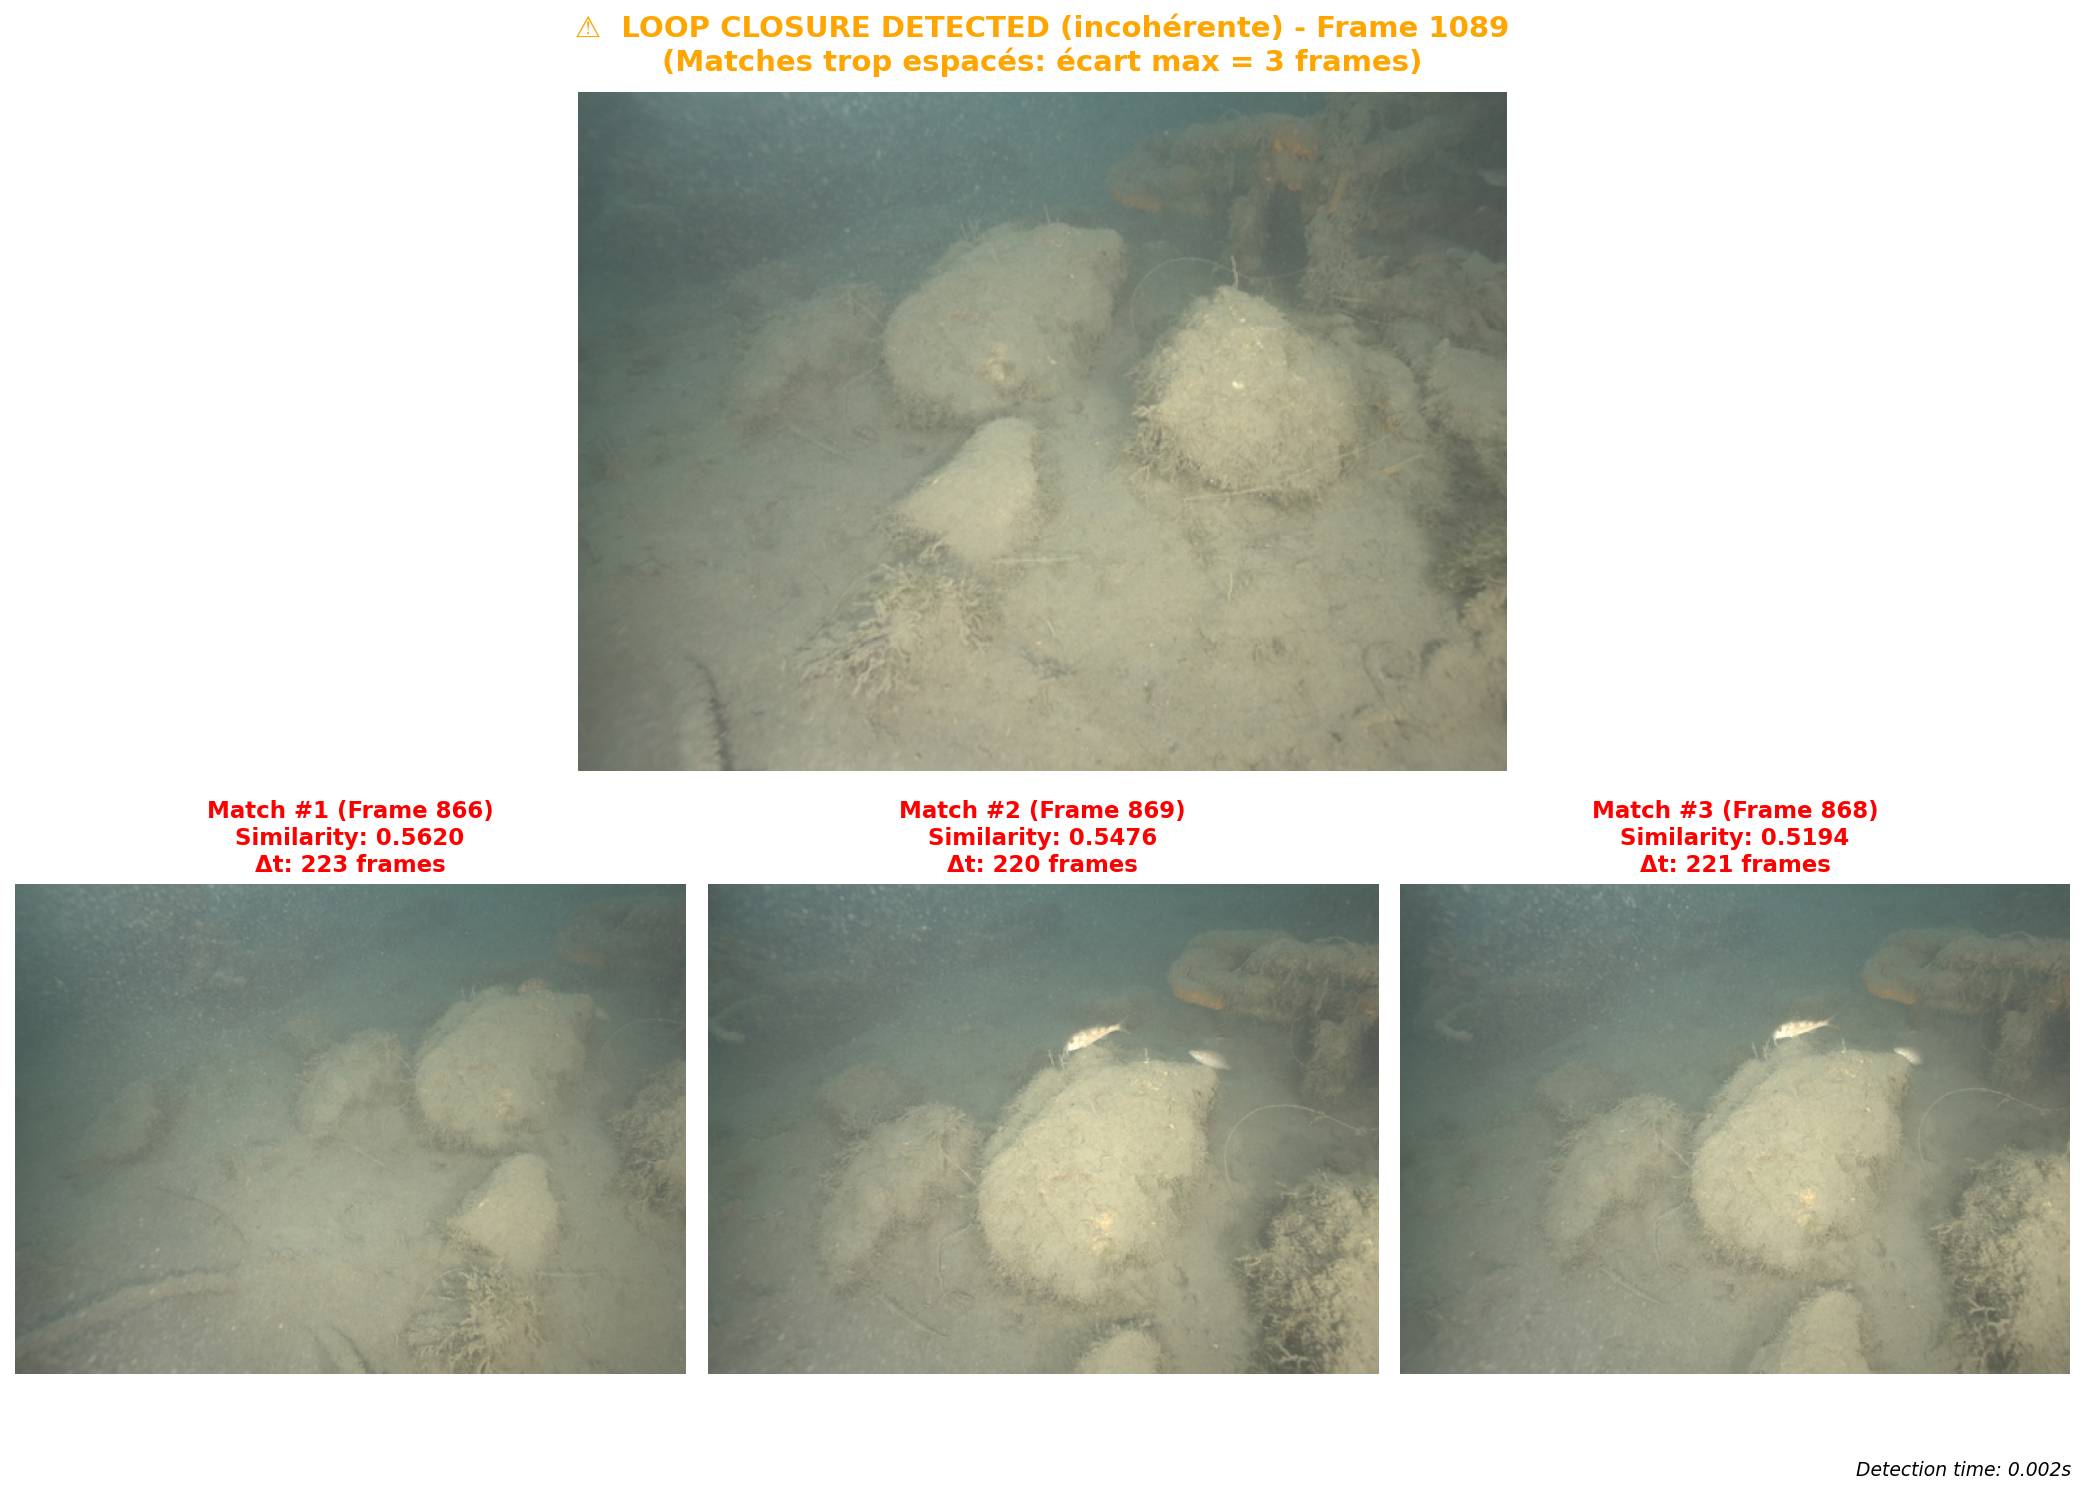 ⚠ LOOP CLOSURE DETECTED (incohérente) - Frame 1089
(Matches trop espacés: écart max = 3 frames)
Match #1 (Frame 866)
Similarity: 0.5620
Δt: 223 frames
Match #2 (Frame 869)
Similarity: 0.5476
Δt: 220 frames
Match #3 (Frame 868)
Similarity: 0.5194
Δt: 221 frames
Detection time: 0.002s